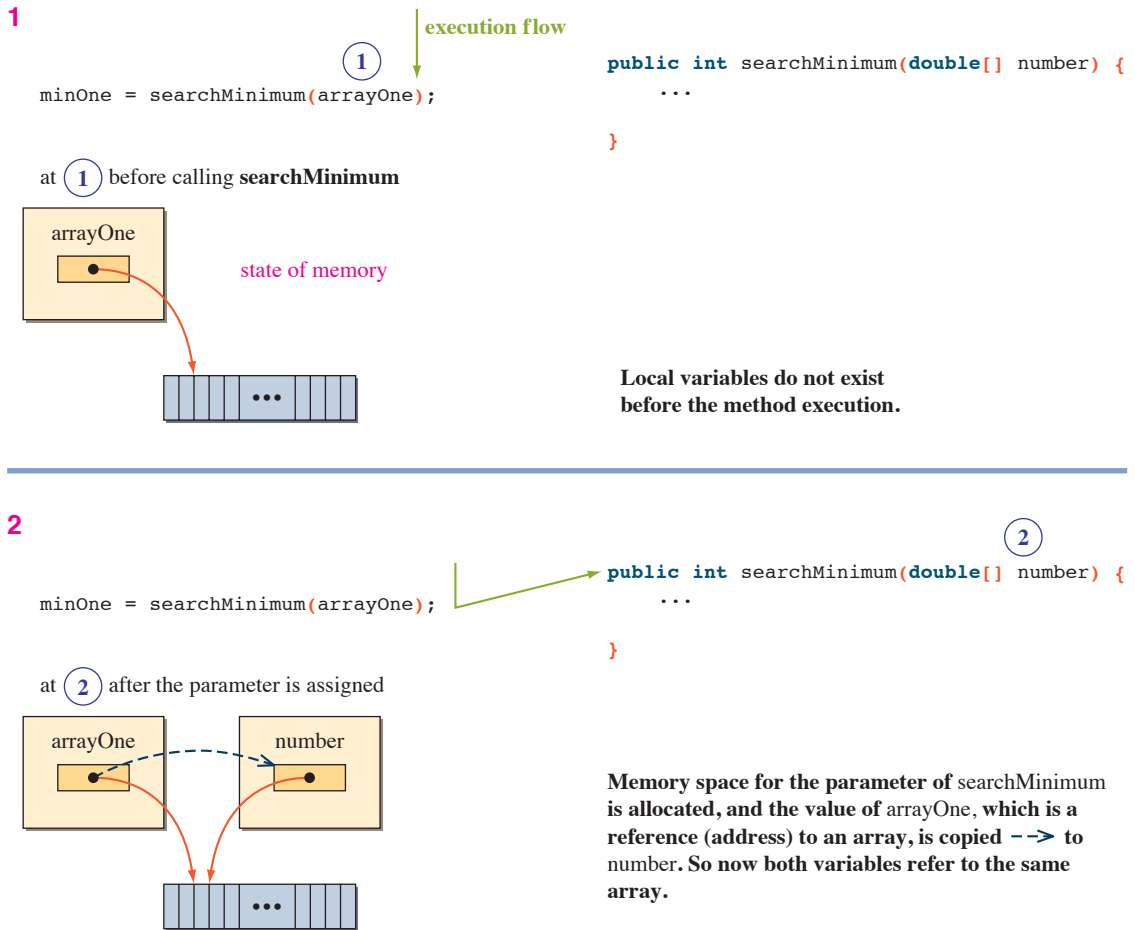 1
execution flow
1
minOne = searchMinimum(arrayOne);
public int searchMinimum(double[] number) {
...
}
at 1 before calling searchMinimum
arrayOne
state of memory
•••
Local variables do not exist
before the method execution.
2
2
minOne = searchMinimum(arrayOne);
public int searchMinimum(double[] number) {
...
}
at 2 after the parameter is assigned
arrayOne
number
•••
Memory space for the parameter of searchMinimum
is allocated, and the value of arrayOne, which is a
reference (address) to an array, is copied to
number. So now both variables refer to the same
array.